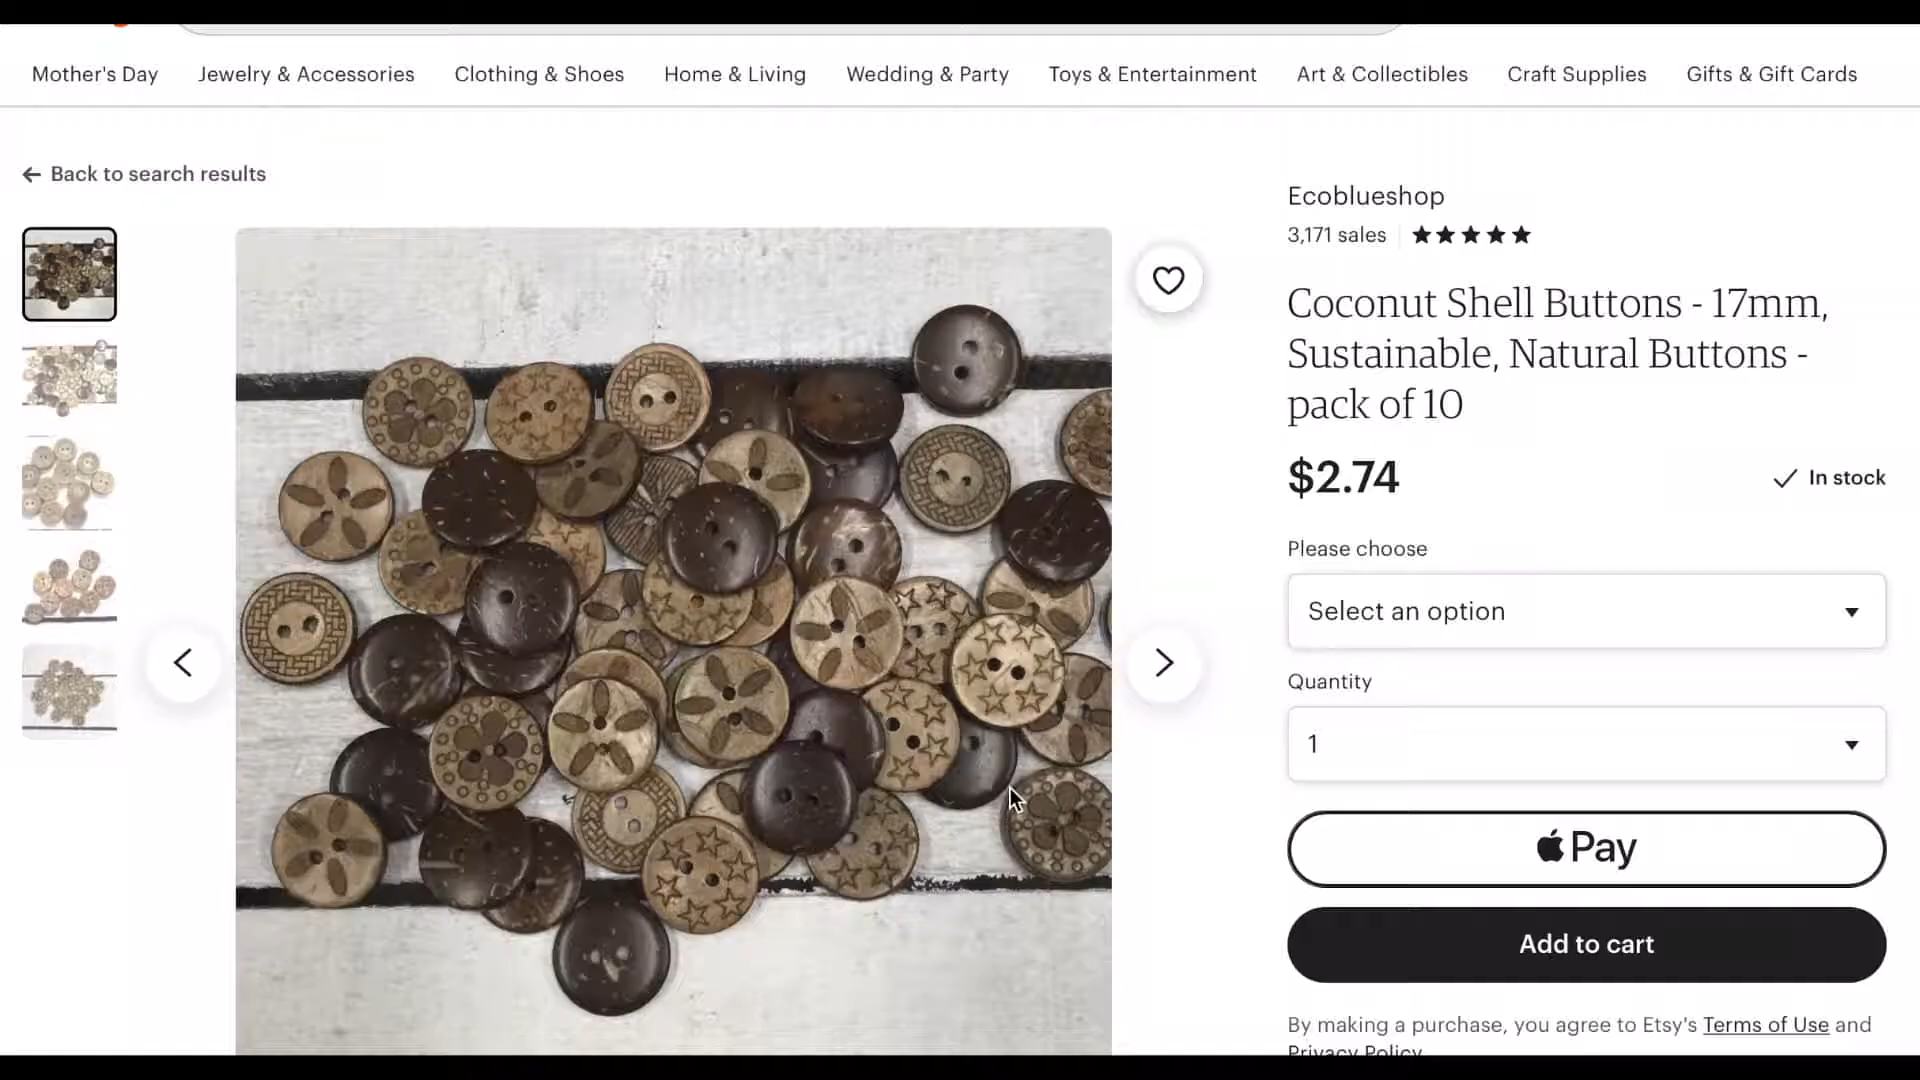 Mother's Day Jewelry & Accessories Clothing & Shoes Home & Living Wedding & Party Toys & Entertainment Art & Collectibles Craft Supplies Gifts & Gift Cards
Back to search results
Ecoblueshop
3,171 sales
Coconut Shell Buttons - 17mm,
Sustainable, Natural Buttons -
pack of 10
$2.74
In stock
Please choose
Select an option
Quantity
1
Pay
Add to cart
By making a purchase, you agree to Etsy's Terms of Use and
Privacy Policy